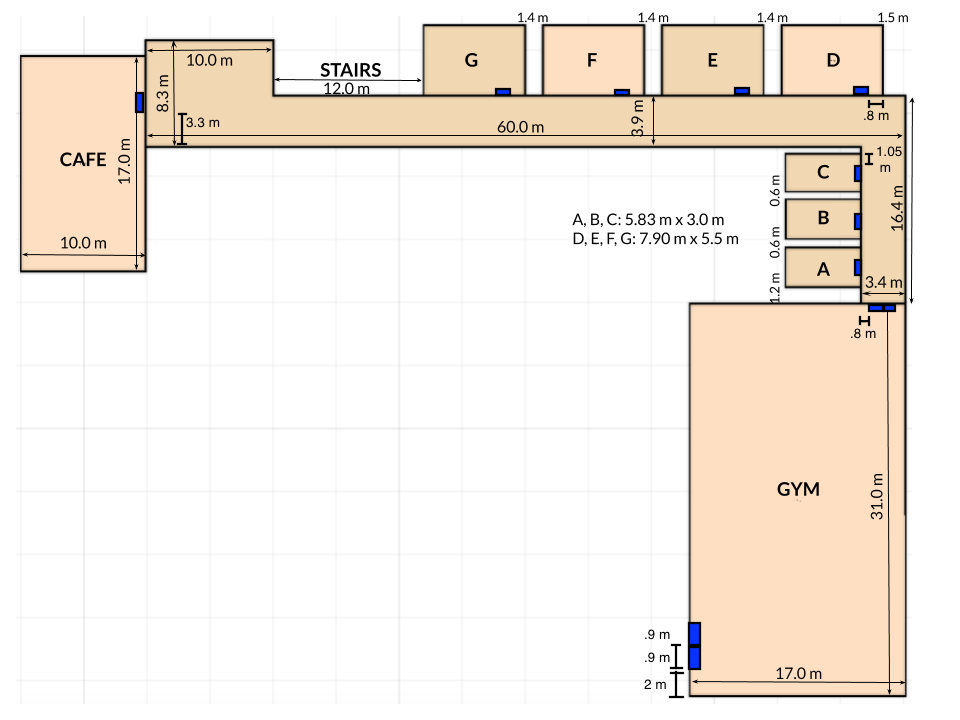 1.4 m
1.4 m
1.4 m
1.5 m
10.0 m
STAIRS
12.0 m
G
F
E
D
8.3 m
3.3 m
60.0 m
3.9 m
.8 m
CAFE
17.0 m
10.0 m
1.05
m
C
0.6 m
16.4 m
A, B, C: 5.83 m x 3.0 m
D, E, F, G: 7.90 m x 5.5 m
B
0.6 m
A
1.2 m
3.4 m
.8 m
GYM
31.0 m
.9 m
.9 m
2 m
17.0 m